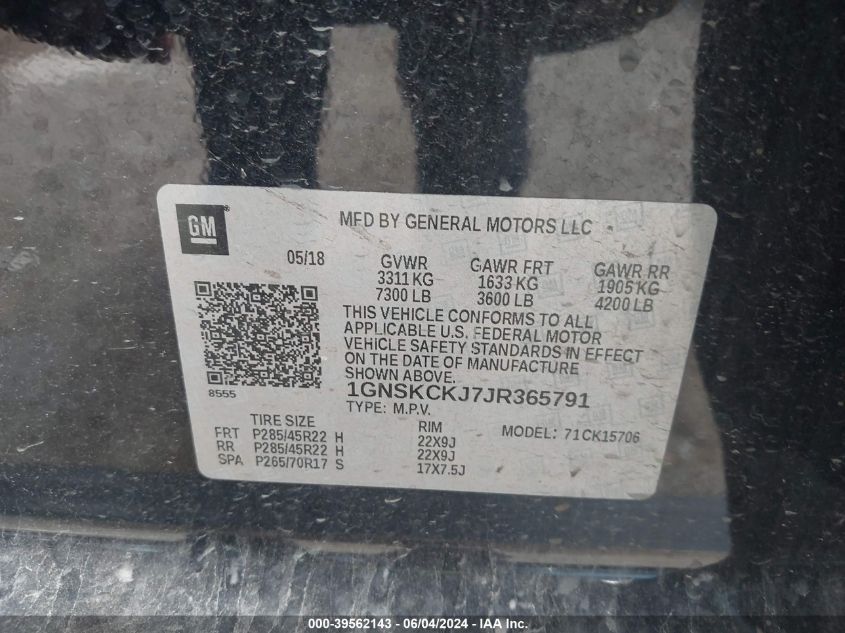 GM®
MFD BY GENERAL MOTORS LLC
05/18
GVWR
3311 KG
7300 LB
GAWR FRT
1633 KG
3600 LB
GAWR RR
1905 KG
4200 LB
THIS VEHICLE CONFORMS TO ALL
APPLICABLE U.S. FEDERAL MOTOR
VEHICLE SAFETY STANDARDS IN EFFECT
ON THE DATE OF MANUFACTURE
SHOWN ABOVE.
8555
1GNSKCKJ7JR365791
TYPE: M.P.V.
MODEL: 71CK15706
TIRE SIZE RIM
FRT P285/45R22 H 22X9J
RR P285/45R22 H 22X9J
SPA P265/70R17 S 17X7.5J
000-39562143 - 06/04/2024 - IAAI.com